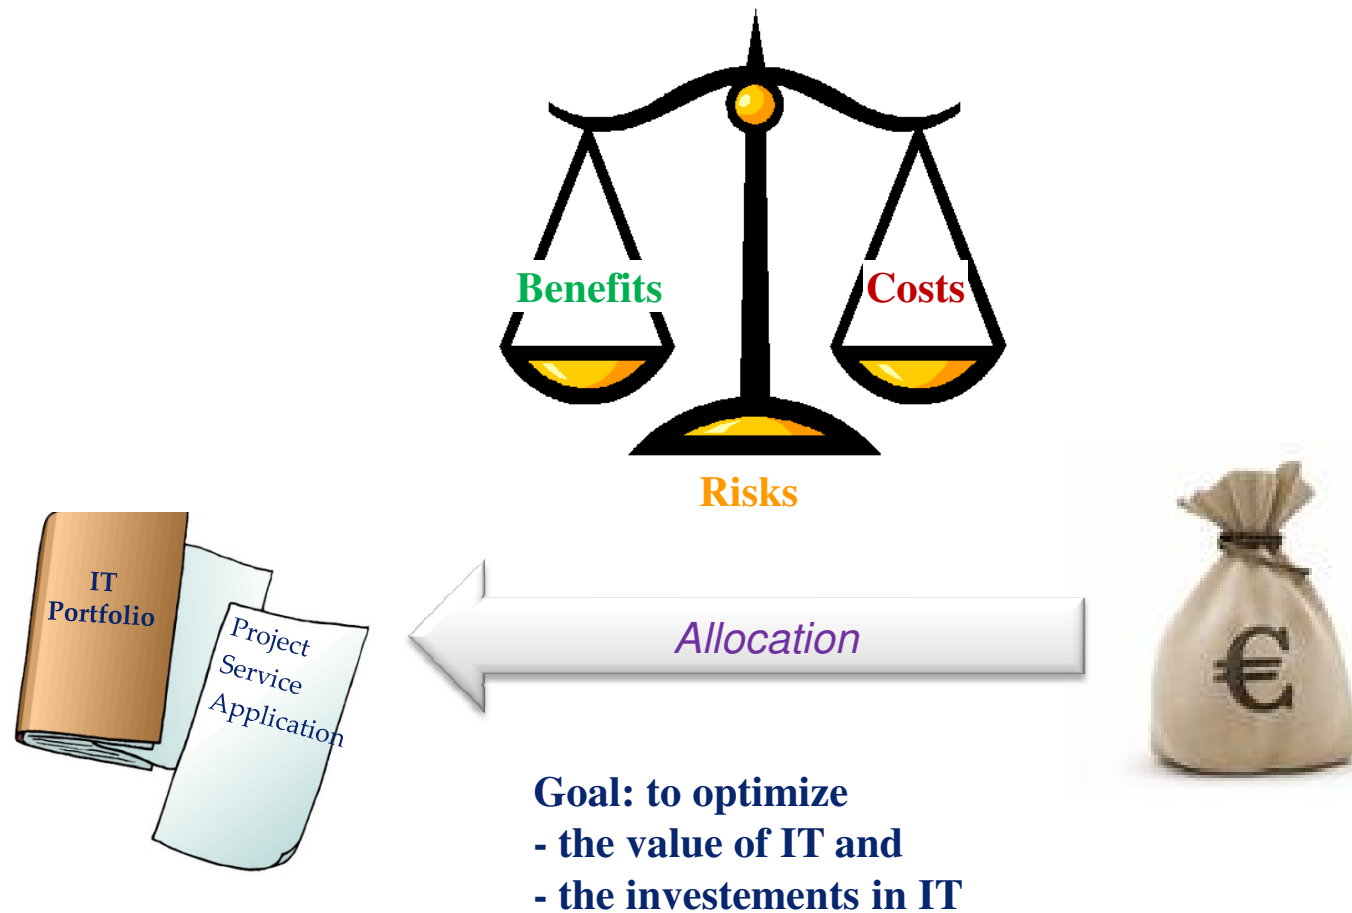 Benefits
Costs
Risks
IT
Portfolio
Project
Service
Application
Allocation
€
Goal: to optimize
- the value of IT and
- the investements in IT